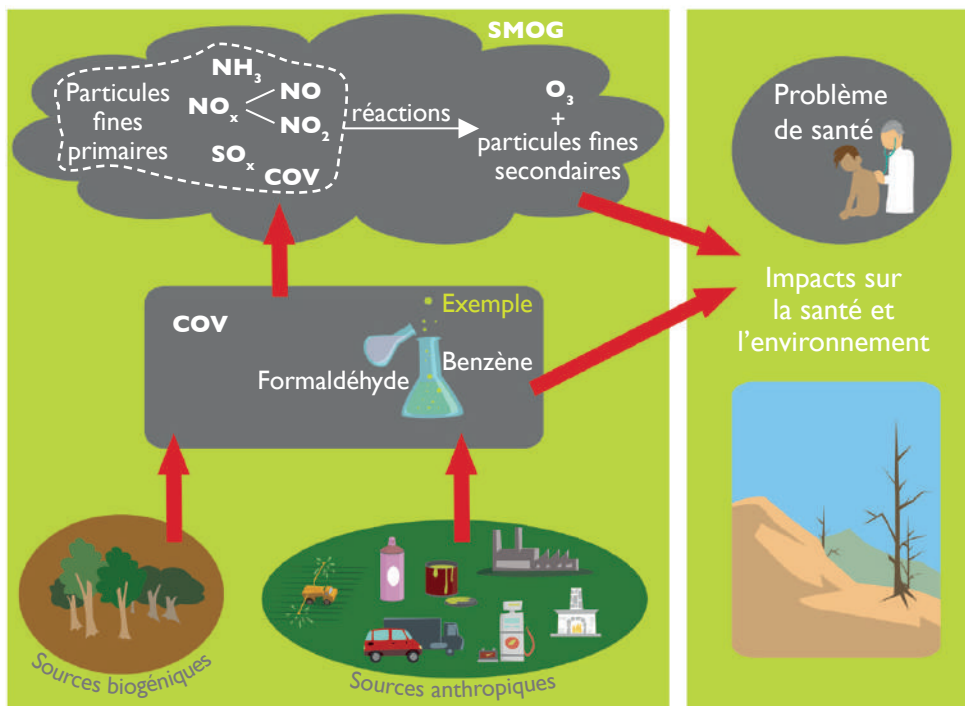 SMOG
Particules
fines
primaires
NH₃
NOₓ
NO
NO₂
SOₓ
COV
réactions
O₃
+
particules fines
secondaires
COV
Exemple
Formaldéhyde
Benzène
Sources biogéniques
Sources anthropiques
Problème
de santé
Impacts sur
la santé et
l’environnement